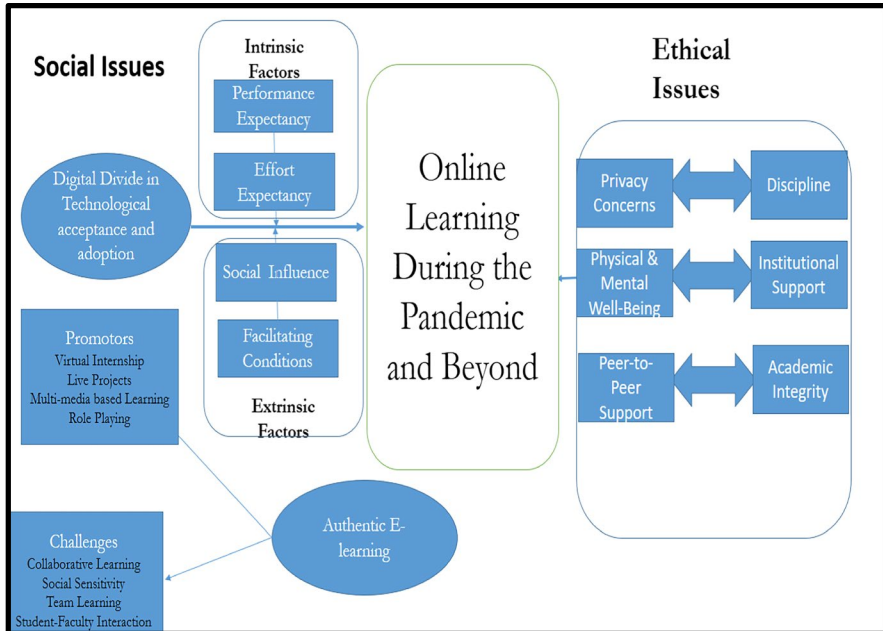 Social Issues
Intrinsic
Factors
Performance
Expectancy
Effort
Expectancy
Digital Divide in
Technological
acceptance and
adoption
Social Influence
Facilitating
Conditions
Extrinsic
Factors
Promotors
Virtual Internship
Live Projects
Multi-media based Learning
Role Playing
Challenges
Collaborative Learning
Social Sensitivity
Team Learning
Student-Faculty Interaction
Authentic E-
learning
Online
Learning
During the
Pandemic
and Beyond
Ethical
Issues
Privacy
Concerns
Discipline
Physical &
Mental
Well-Being
Institutional
Support
Peer-to-
Peer
Support
Academic
Integrity